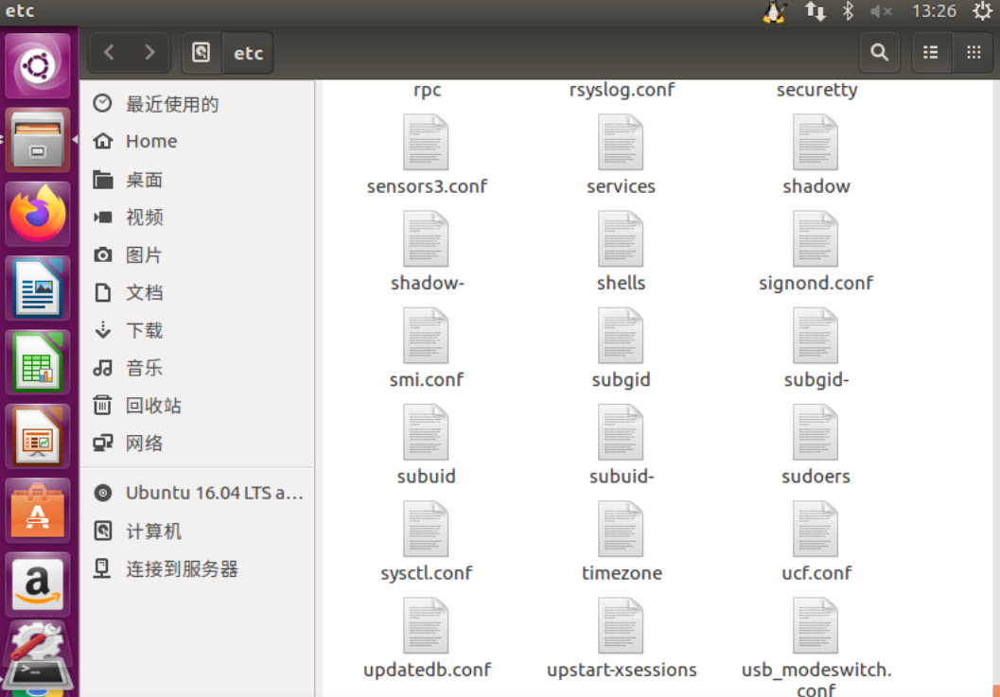 etc
13:26
etc
最近使用的
Home
桌面
视频
图片
文档
下载
音乐
回收站
网络
Ubuntu 16.04 LTS a...
计算机
连接到服务器
rpc rsyslog.conf securetty
sensors3.conf services shadow
shadow- shells signond.conf
smi.conf subgid subgid-
subuid subuid- sudoers
sysctl.conf timezone ucf.conf
updatedb.conf upstart-xsessions usb_modeswitch.
conf